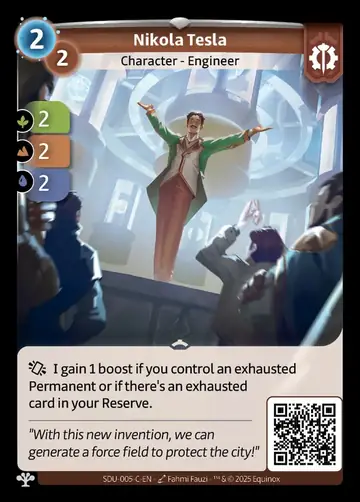 2
2
Nikola Tesla
Character - Engineer
2
2
2
I gain 1 boost if you control an exhausted
Permanent or if there's an exhausted
card in your Reserve.
"With this new invention, we can
generate a force field to protect the city!"
SDU-005-C-EN - Fahmi Fauzi - ™ & © 2025 Equinox